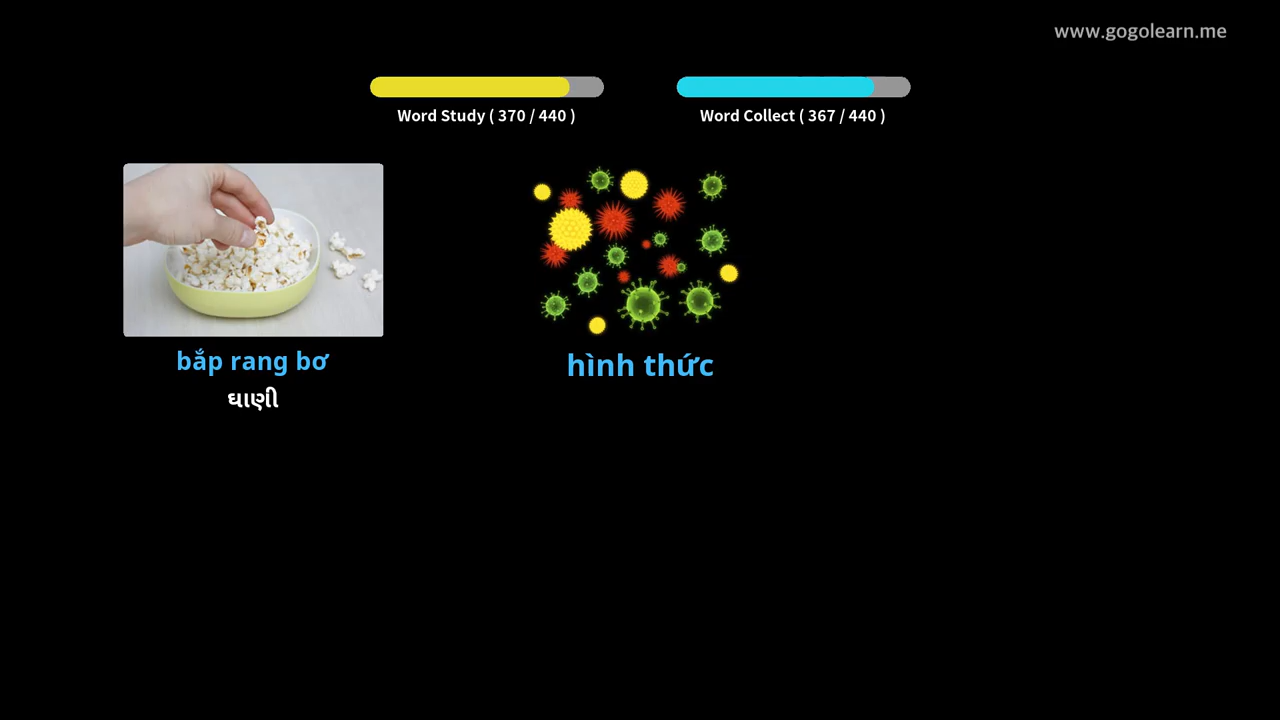 www.gogolearn.me
Word Study ( 370 / 440 )
Word Collect ( 367 / 440 )
bắp rang bơ
ઘાણી
hình thức